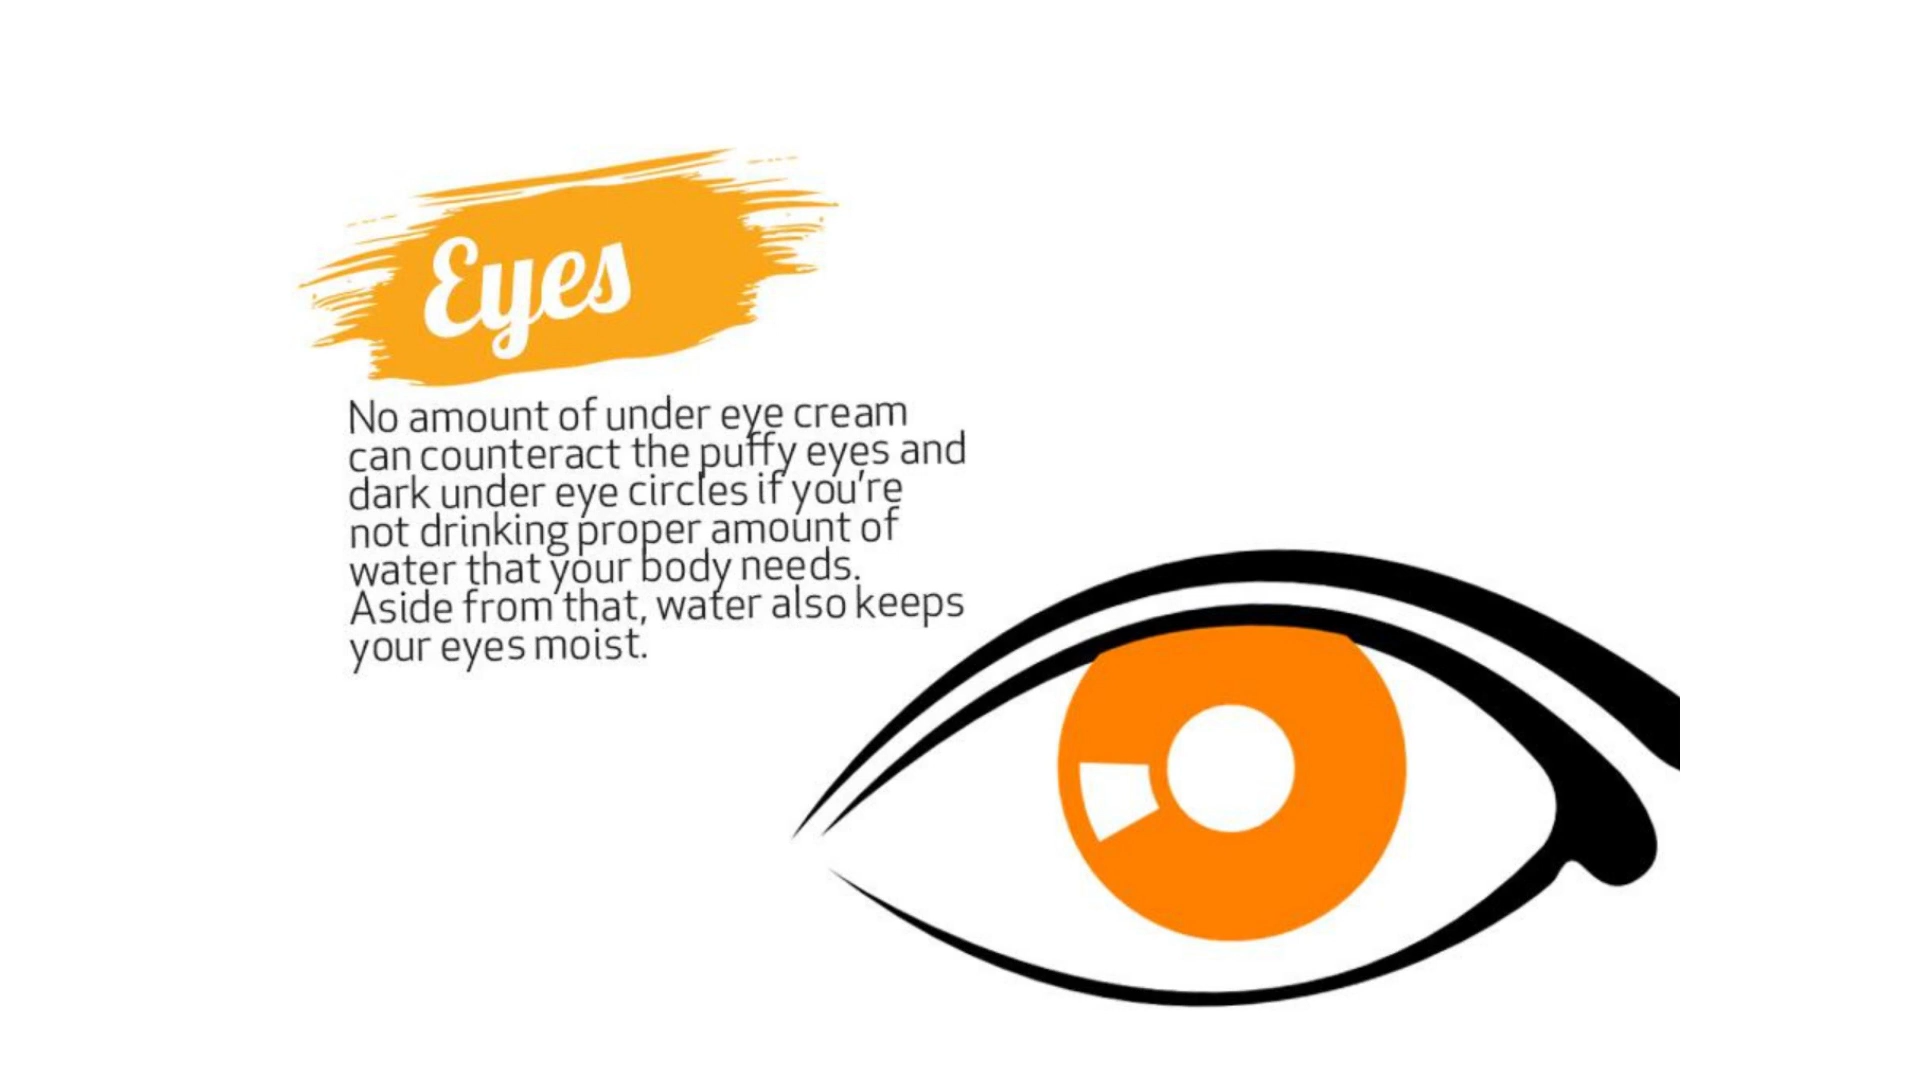 Eyes
No amount of under eye cream
can counteract the puffy eyes and
dark under eye circles if you're
not drinking proper amount of
water that your body needs.
Aside from that, water also keeps
your eyes moist.